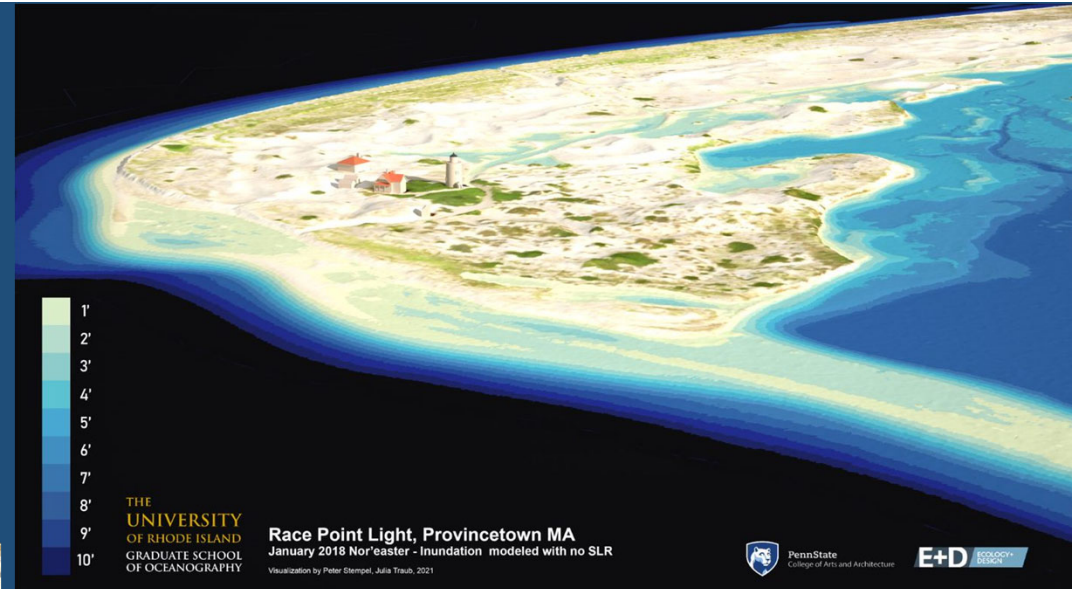 1'
2'
3'
4'
5'
6'
7'
8'
9'
10'
THE
UNIVERSITY
OF RHODE ISLAND
GRADUATE SCHOOL
OF OCEANOGRAPHY
Race Point Light, Provincetown MA
January 2018 Nor'easter - Inundation modeled with no SLR
Visualization by Peter Stempel, Julia Traub, 2021
PennState
College of Arts and Architecture
E+D
ECOLOGY+
DESIGN